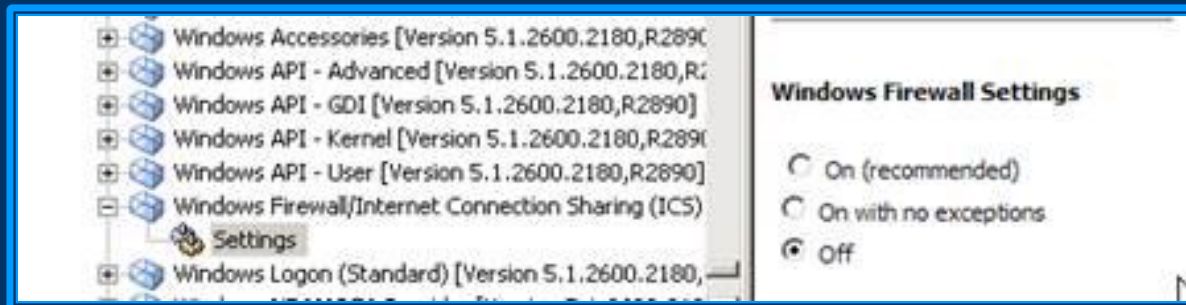 Windows Accessories [Version 5.1.2600.2180,R2890
Windows API - Advanced [Version 5.1.2600.2180,R2
Windows API - GDI [Version 5.1.2600.2180,R2890]
Windows API - Kernel [Version 5.1.2600.2180,R289
Windows API - User [Version 5.1.2600.2180,R2890]
Windows Firewall/Internet Connection Sharing (ICS)
Settings
Windows Logon (Standard) [Version 5.1.2600.2180,
Windows Firewall Settings
On (recommended)
On with no exceptions
Off